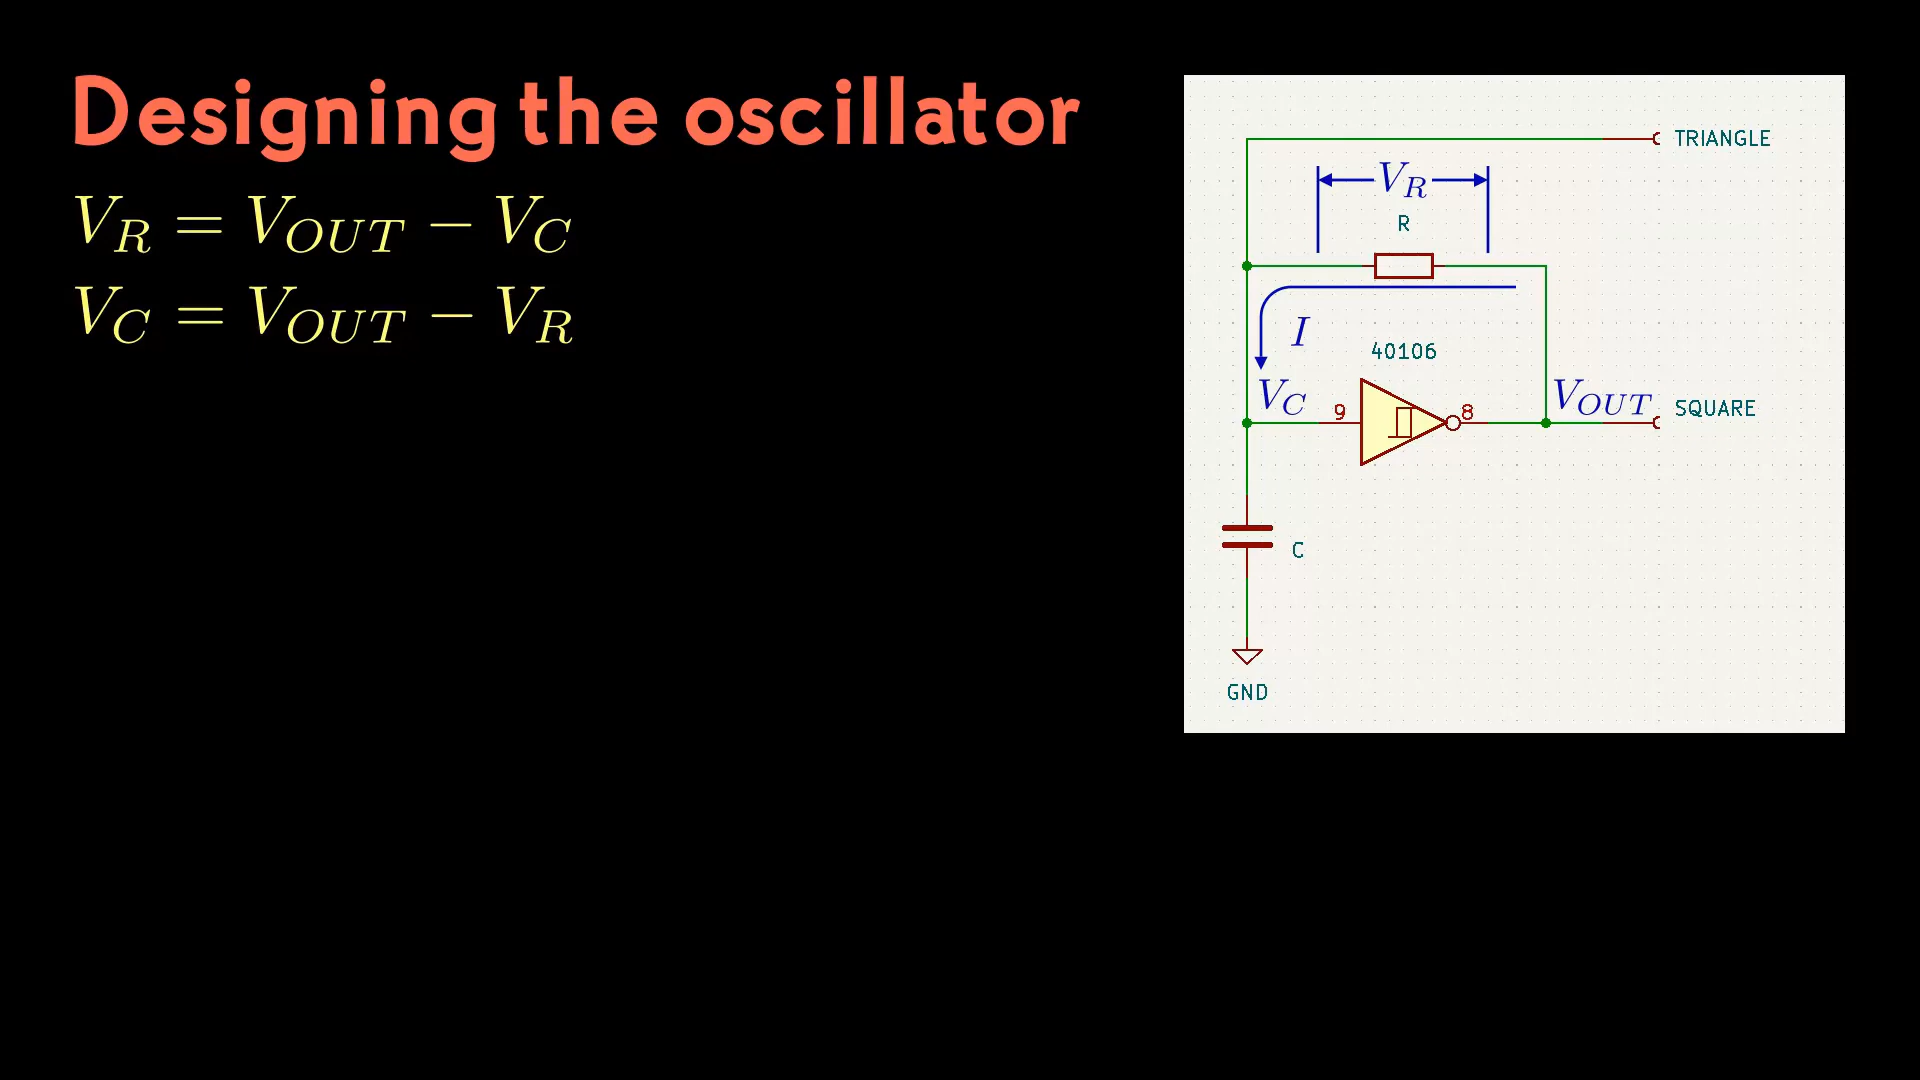 Designing the oscillator
V_R = V_OUT − V_C
V_C = V_OUT − V_R
TRIANGLE
V_R
R
I
40106
V_C
9
8
V_OUT
SQUARE
C
GND